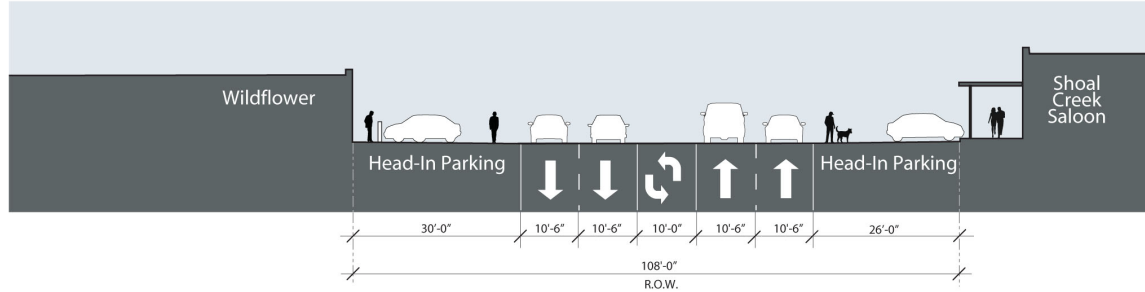 Wildflower
Shoal
Creek
Saloon
Head-In Parking
Head-In Parking
30'-0"
10'-6"
10'-6"
10'-0"
10'-6"
10'-6"
26'-0"
108'-0"
R.O.W.